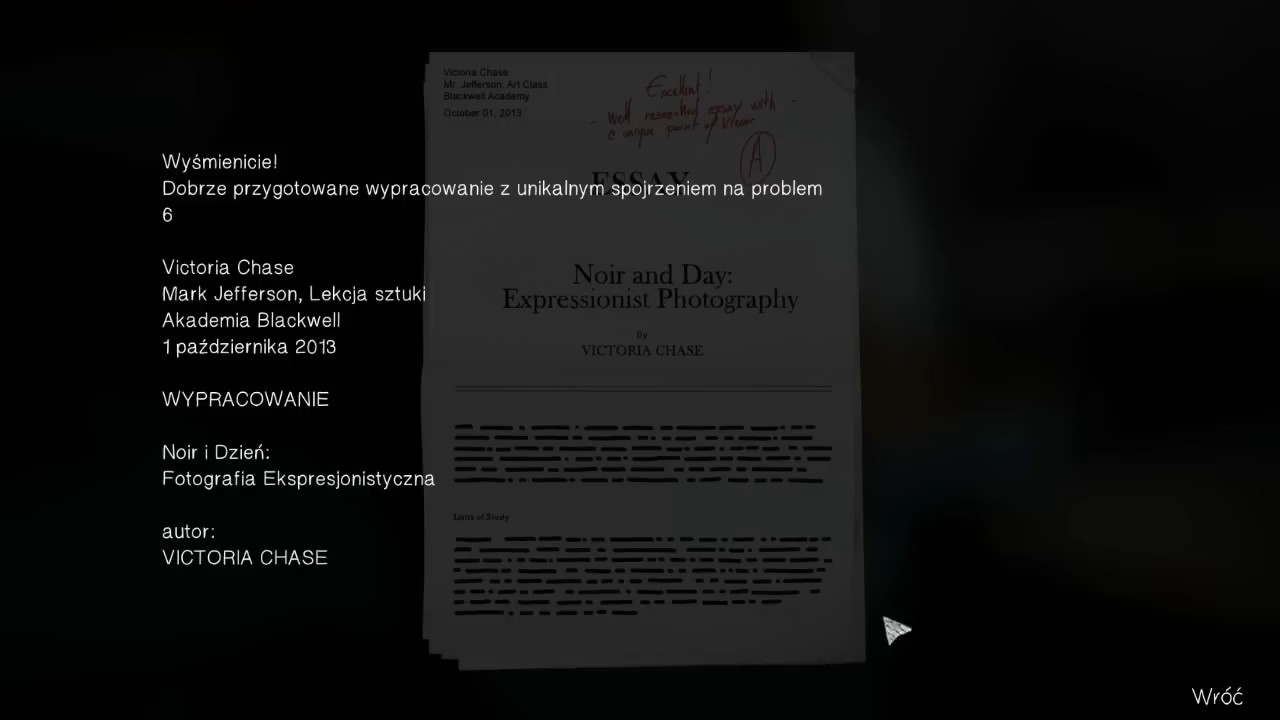 Victoria Chase
Mr. Jefferson, Art Class
Blackwell Academy
October 01, 2013
Excellent!
- Well researched essay with -
a unique point of view
A
ESSAY
Noir and Day:
Expressionist Photography
By
VICTORIA CHASE
Limits of Study
Wyśmienicie!
Dobrze przygotowane wypracowanie z unikalnym spojrzeniem na problem
6
Victoria Chase
Mark Jefferson, Lekcja sztuki
Akademia Blackwell
1 października 2013
WYPRACOWANIE
Noir i Dzień:
Fotografia Ekspresjonistyczna
autor:
VICTORIA CHASE
Wróć